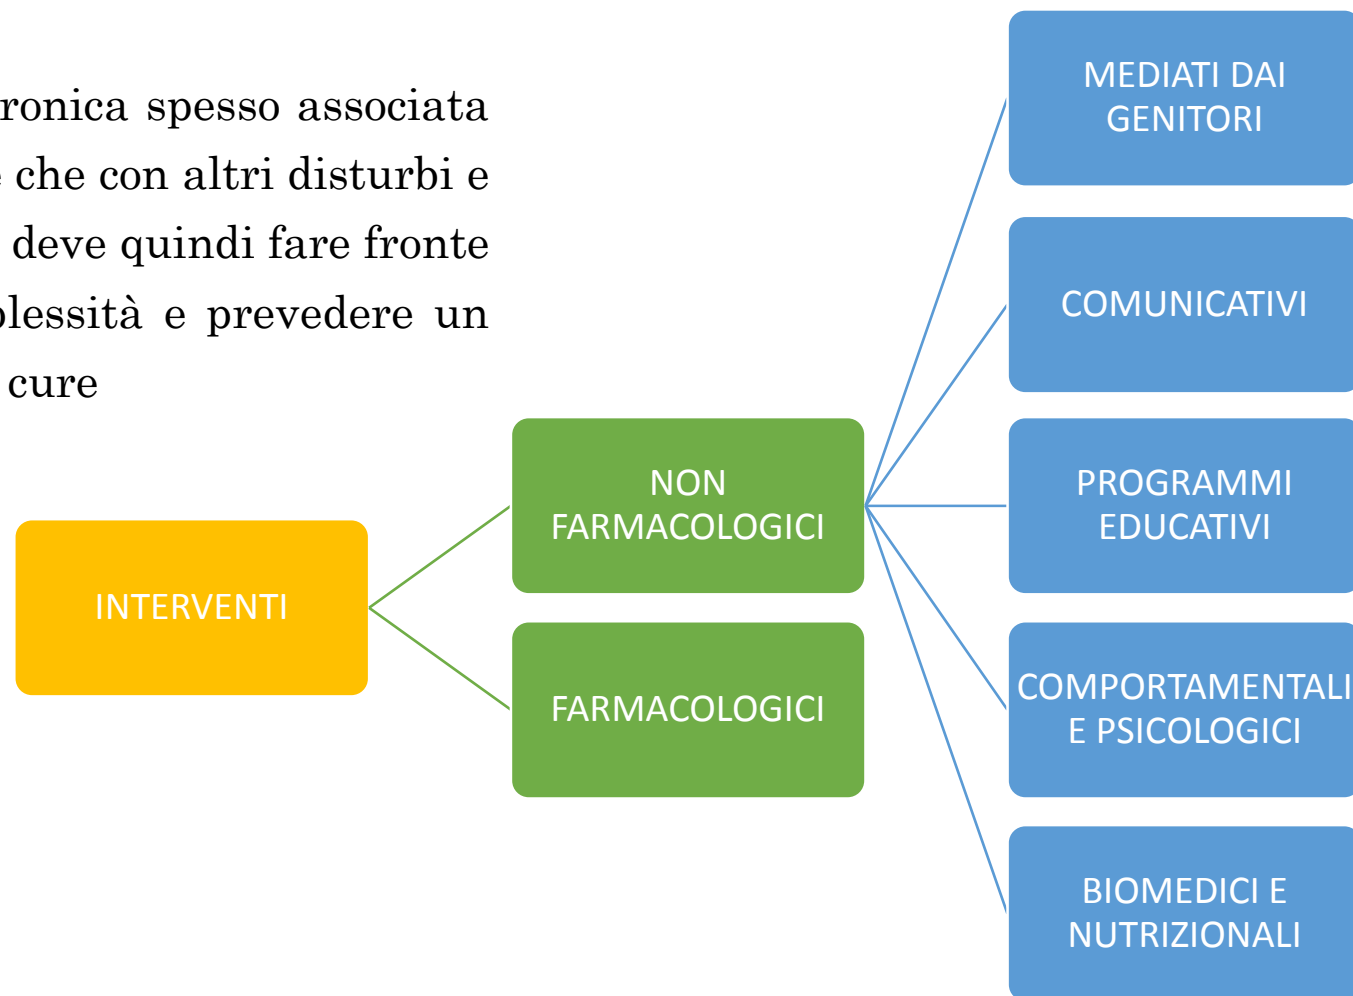 ronica spesso associata
e che con altri disturbi e
deve quindi fare fronte
plessità e prevedere un
cure
INTERVENTI
NON
FARMACOLOGICI
FARMACOLOGICI
MEDIATI DAI
GENITORI
COMUNICATIVI
PROGRAMMI
EDUCATIVI
COMPORTAMENTALI
E PSICOLOGICI
BIOMEDICI E
NUTRIZIONALI